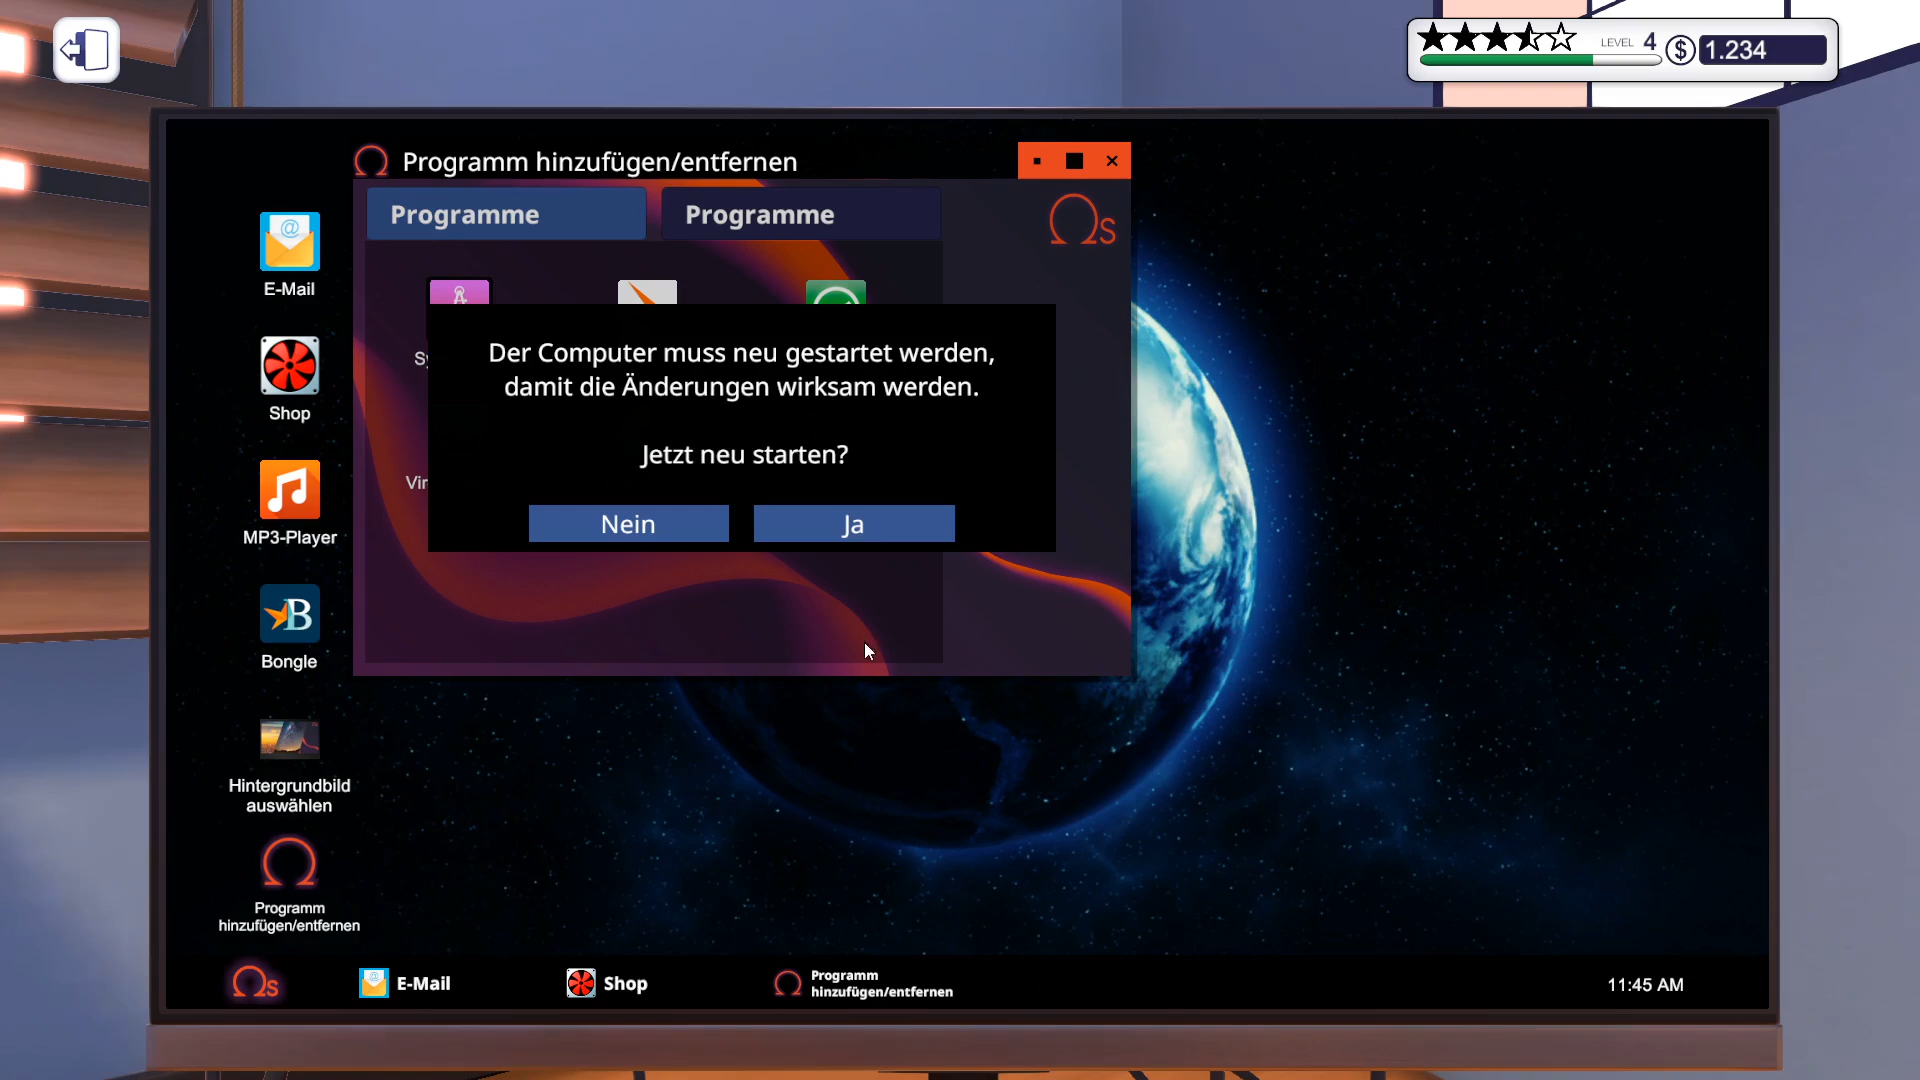 LEVEL 4
1.234
Programm hinzufügen/entfernen
Programme
Programme
E-Mail
Shop
MP3-Player
Bongle
Hintergrundbild
auswählen
Programm
hinzufügen/entfernen
Der Computer muss neu gestartet werden,
damit die Änderungen wirksam werden.
Jetzt neu starten?
Nein
Ja
E-Mail
Shop
Programm
hinzufügen/entfernen
11:45 AM